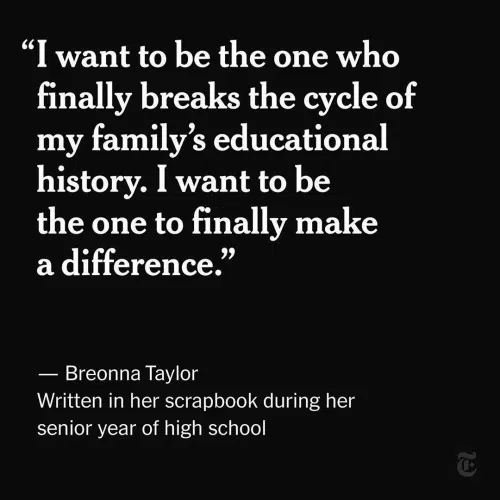 “I want to be the one who
finally breaks the cycle of
my family’s educational
history. I want to be
the one to finally make
a difference.”
— Breonna Taylor
Written in her scrapbook during her
senior year of high school
T